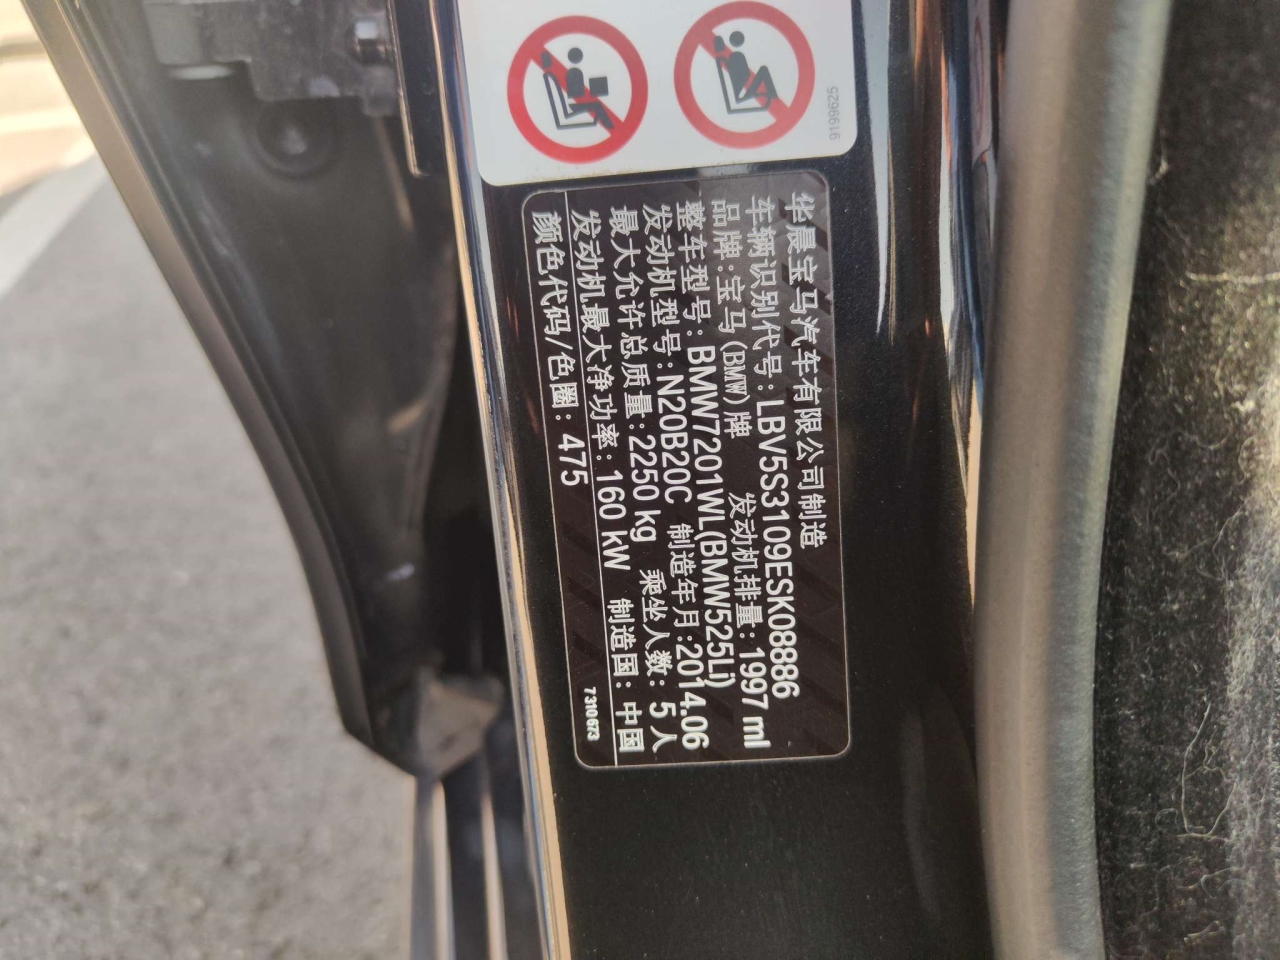 5299916
华晨宝马汽车有限公司制造
车辆识别代号:LBV5S3109ESK08886
品牌:宝马(BMW)牌 发动机排量:1997 ml
整车型号:BMW7201WL(BMW525Li)
发动机型号:N20B20C 制造年月:2014.06
最大允许总质量:2250 kg 乘坐人数:5人
发动机最大净功率:160 kW 制造国:中国
颜色代码/色圈:475 7310673